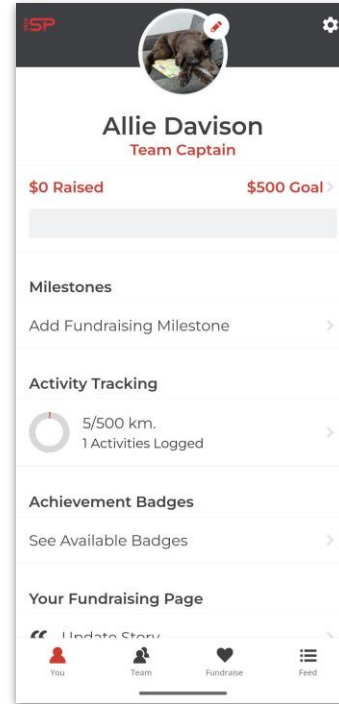 SP
Allie Davison
Team Captain
$0 Raised
$500 Goal
Milestones
Add Fundraising Milestone
Activity Tracking
5/500 km.
1 Activities Logged
Achievement Badges
See Available Badges
Your Fundraising Page
Update Story
You
Team
Fundraise
Feed